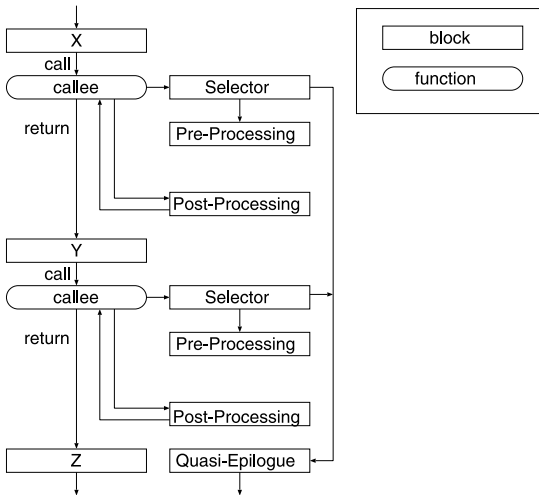 X
call
callee
Selector
return
Pre-Processing
Post-Processing
Y
call
callee
Selector
return
Pre-Processing
Post-Processing
Z
Quasi-Epilogue
block
function